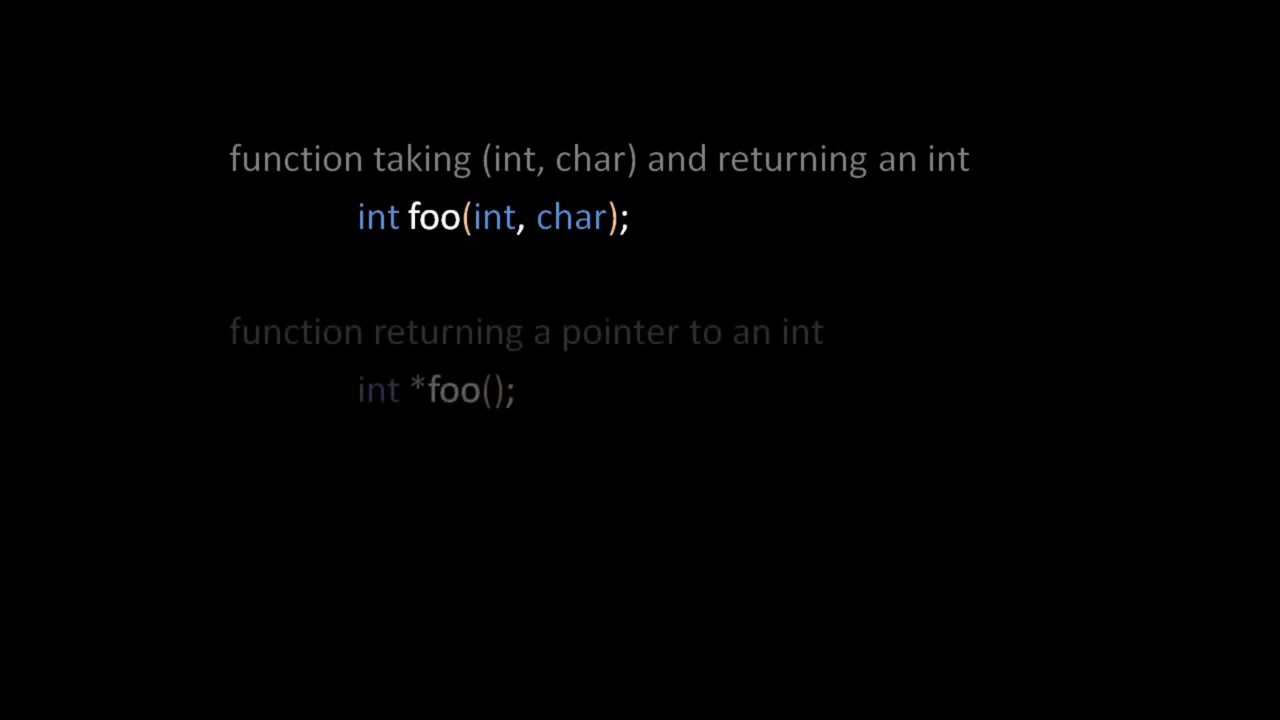 function taking (int, char) and returning an int
int foo(int, char);
function returning a pointer to an int
int *foo();